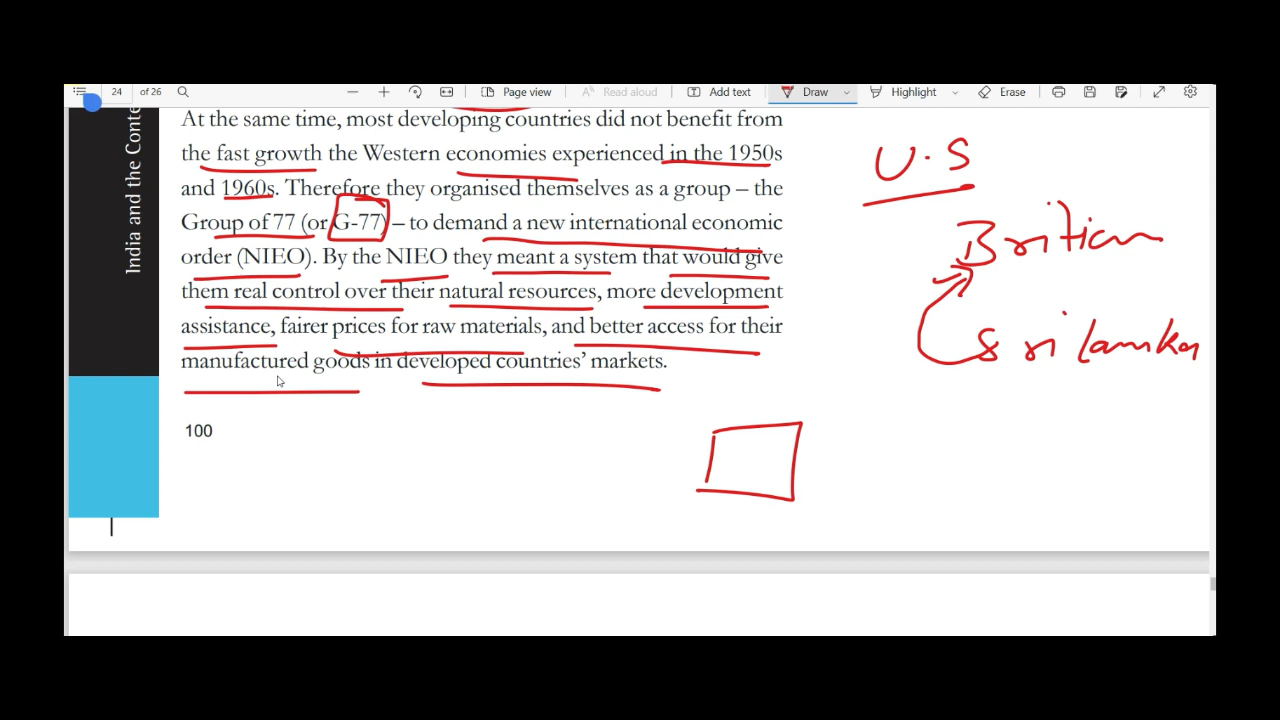 24 of 26 Page view Read aloud Add text Draw Highlight Erase
India and the Conte
At the same time, most developing countries did not benefit from
the fast growth the Western economies experienced in the 1950s
and 1960s. Therefore they organised themselves as a group – the
Group of 77 (or G-77) – to demand a new international economic
order (NIEO). By the NIEO they meant a system that would give
them real control over their natural resources, more development
assistance, fairer prices for raw materials, and better access for their
manufactured goods in developed countries’ markets.
100
U.S
Britian
Sri lanka